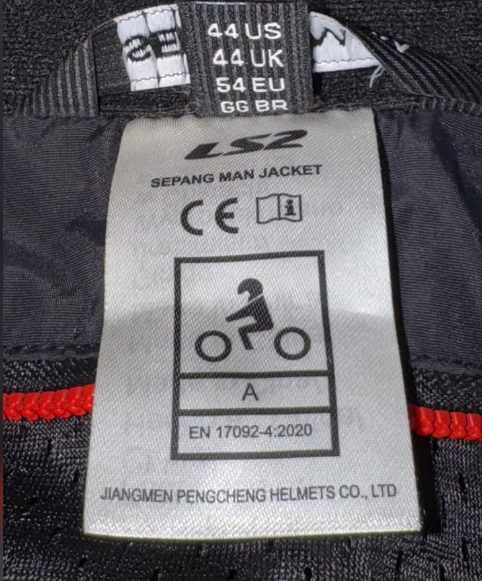 44 US
44 UK
54 EU
GG BR
LS2
SEPANG MAN JACKET
CE
i
A
EN 17092-4:2020
JIANGMEN PENGCHENG HELMETS CO., LTD